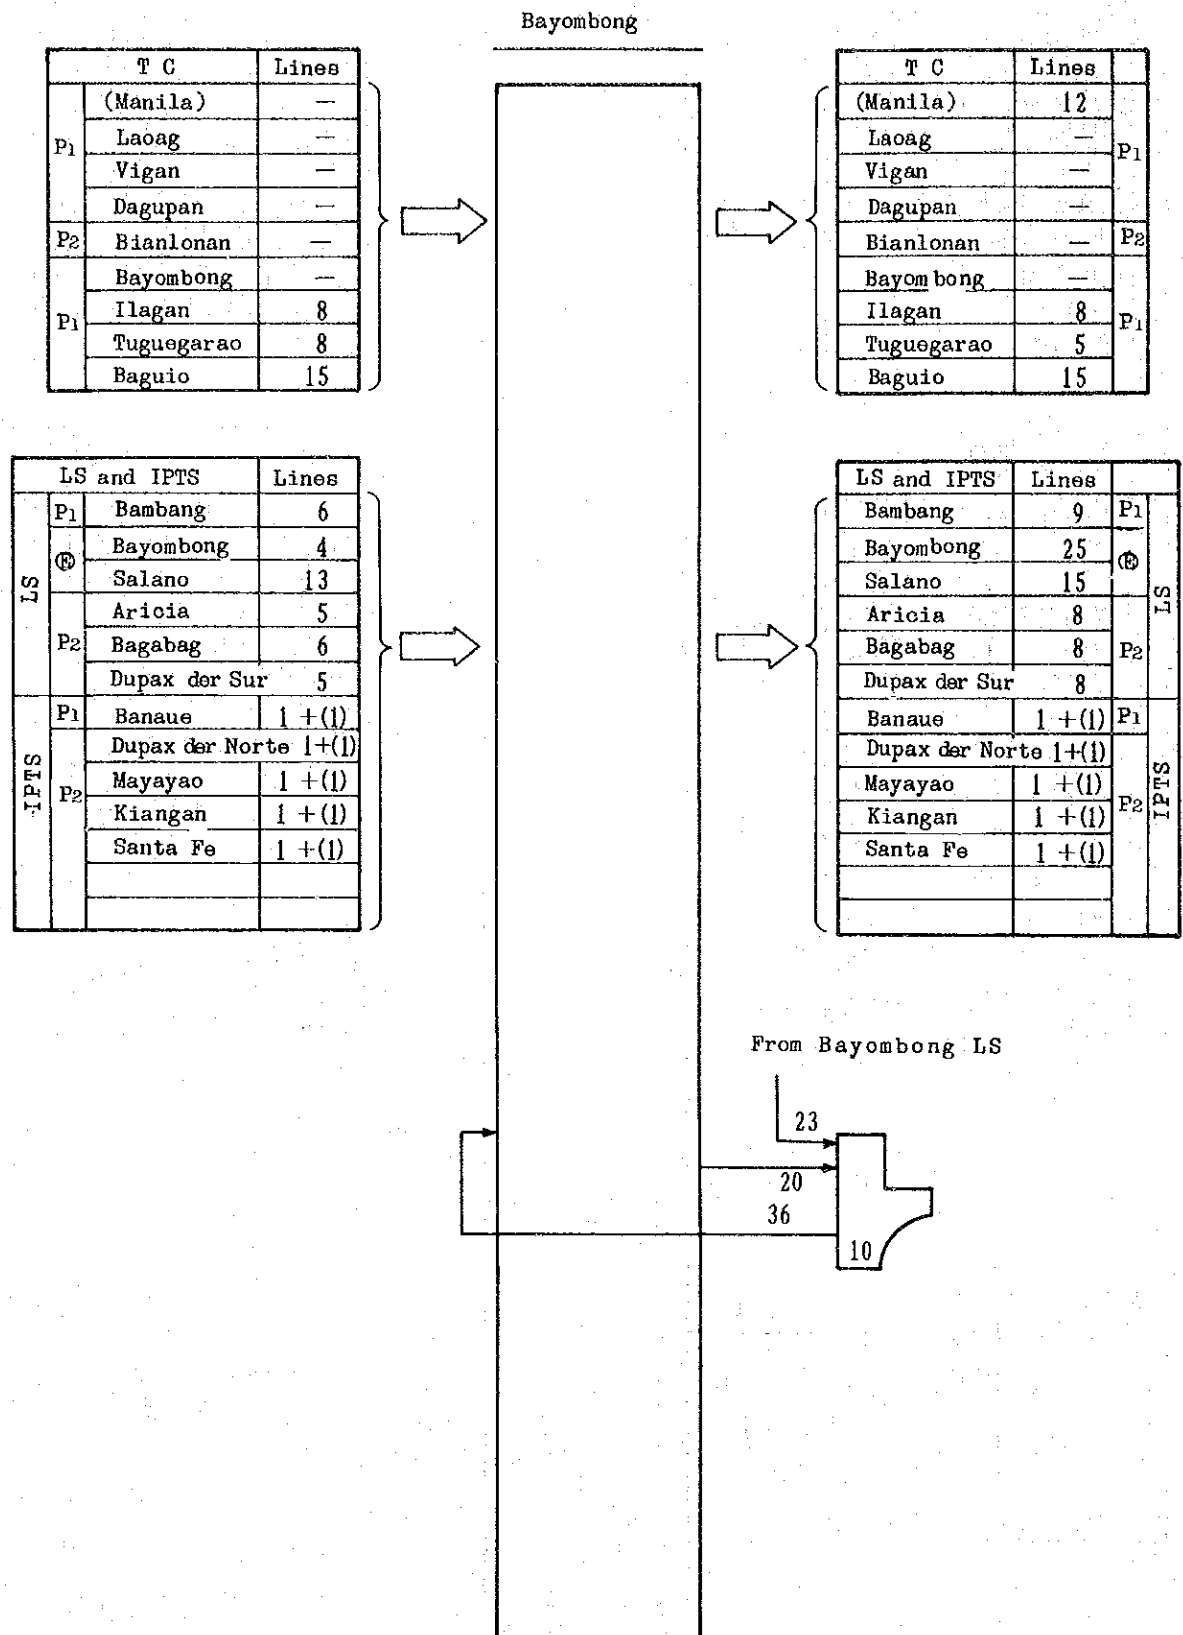 Bayombong
T C Lines
P1 (Manila) —
Laoag —
Vigan —
Dagupan —
P2 Bianlonan —
P1 Bayombong —
Ilagan 8
Tuguegarao 8
Baguio 15
T C Lines
(Manila) 12 P1
Laoag —
Vigan —
Dagupan —
Bianlonan — P2
Bayombong — P1
Ilagan 8
Tuguegarao 5
Baguio 15
LS and IPTS Lines
LS P1 Bambang 6
Bayombong 4
Salano 13
P2 Aricia 5
Bagabag 6
Dupax der Sur 5
IPTS P1 Banaue 1 +(1)
P2 Dupax der Norte 1+(1)
Mayayao 1 +(1)
Kiangan 1 +(1)
Santa Fe 1 +(1)
LS and IPTS Lines
Bambang 9 P1 LS
Bayombong 25
Salano 15
Aricia 8 P2
Bagabag 8
Dupax der Sur 8
Banaue 1 +(1) P1 IPTS
Dupax der Norte 1+(1) P2
Mayayao 1 +(1)
Kiangan 1 +(1)
Santa Fe 1 +(1)
From Bayombong LS
23
20
36
10